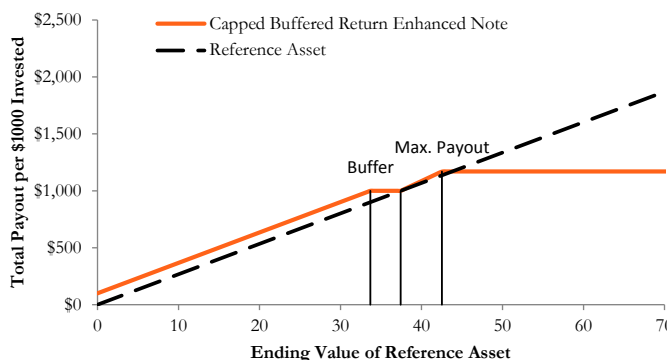 $2,500
Capped Buffered Return Enhanced Note
Reference Asset
$2,000
$1,500
Max. Payout
Buffer
$1,000
$500
$0
0 10 20 30 40 50 60 70
Total Payout per $1000 Invested
Ending Value of Reference Asset